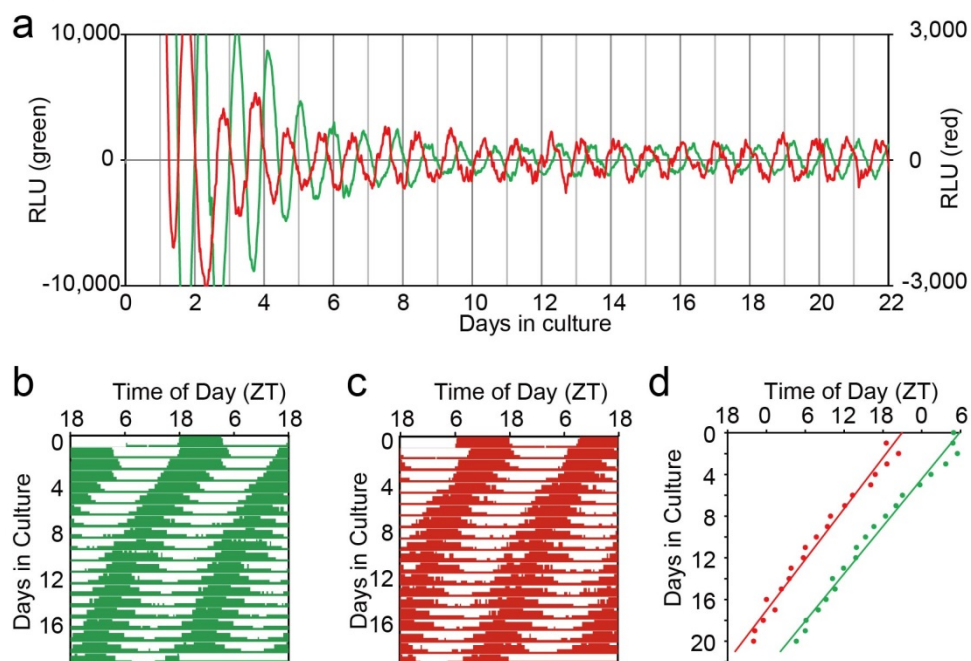 a
10,000
0
-10,000
RLU (green)
3,000
0
-3,000
RLU (red)
0 2 4 6 8 10 12 14 16 18 20 22
Days in culture
b
Time of Day (ZT)
18 6 18 6 18
0
4
8
12
16
Days in Culture
c
Time of Day (ZT)
18 6 18 6 18
0
4
8
12
16
Days in Culture
d
Time of Day (ZT)
18 0 6 12 18 0 6
0
4
8
12
16
20
Days in Culture